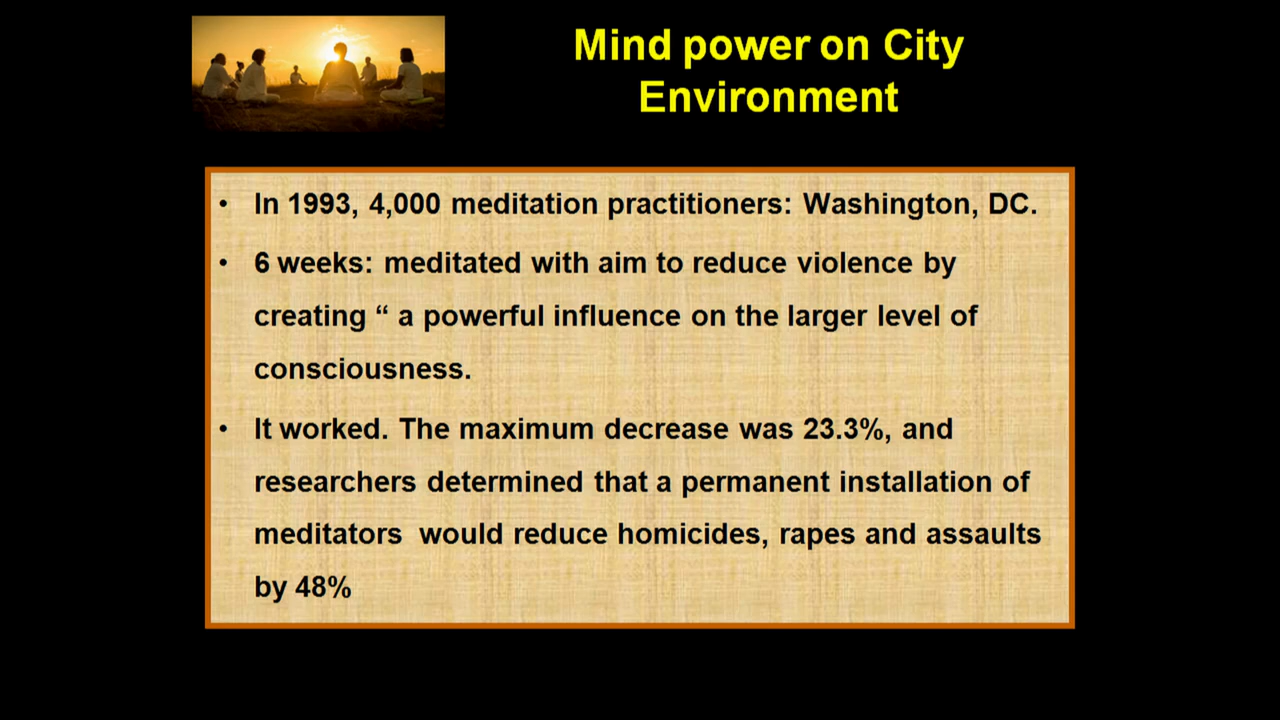 Mind power on City
Environment
• In 1993, 4,000 meditation practitioners: Washington, DC.
• 6 weeks: meditated with aim to reduce violence by
creating “ a powerful influence on the larger level of
consciousness.
• It worked. The maximum decrease was 23.3%, and
researchers determined that a permanent installation of
meditators would reduce homicides, rapes and assaults
by 48%